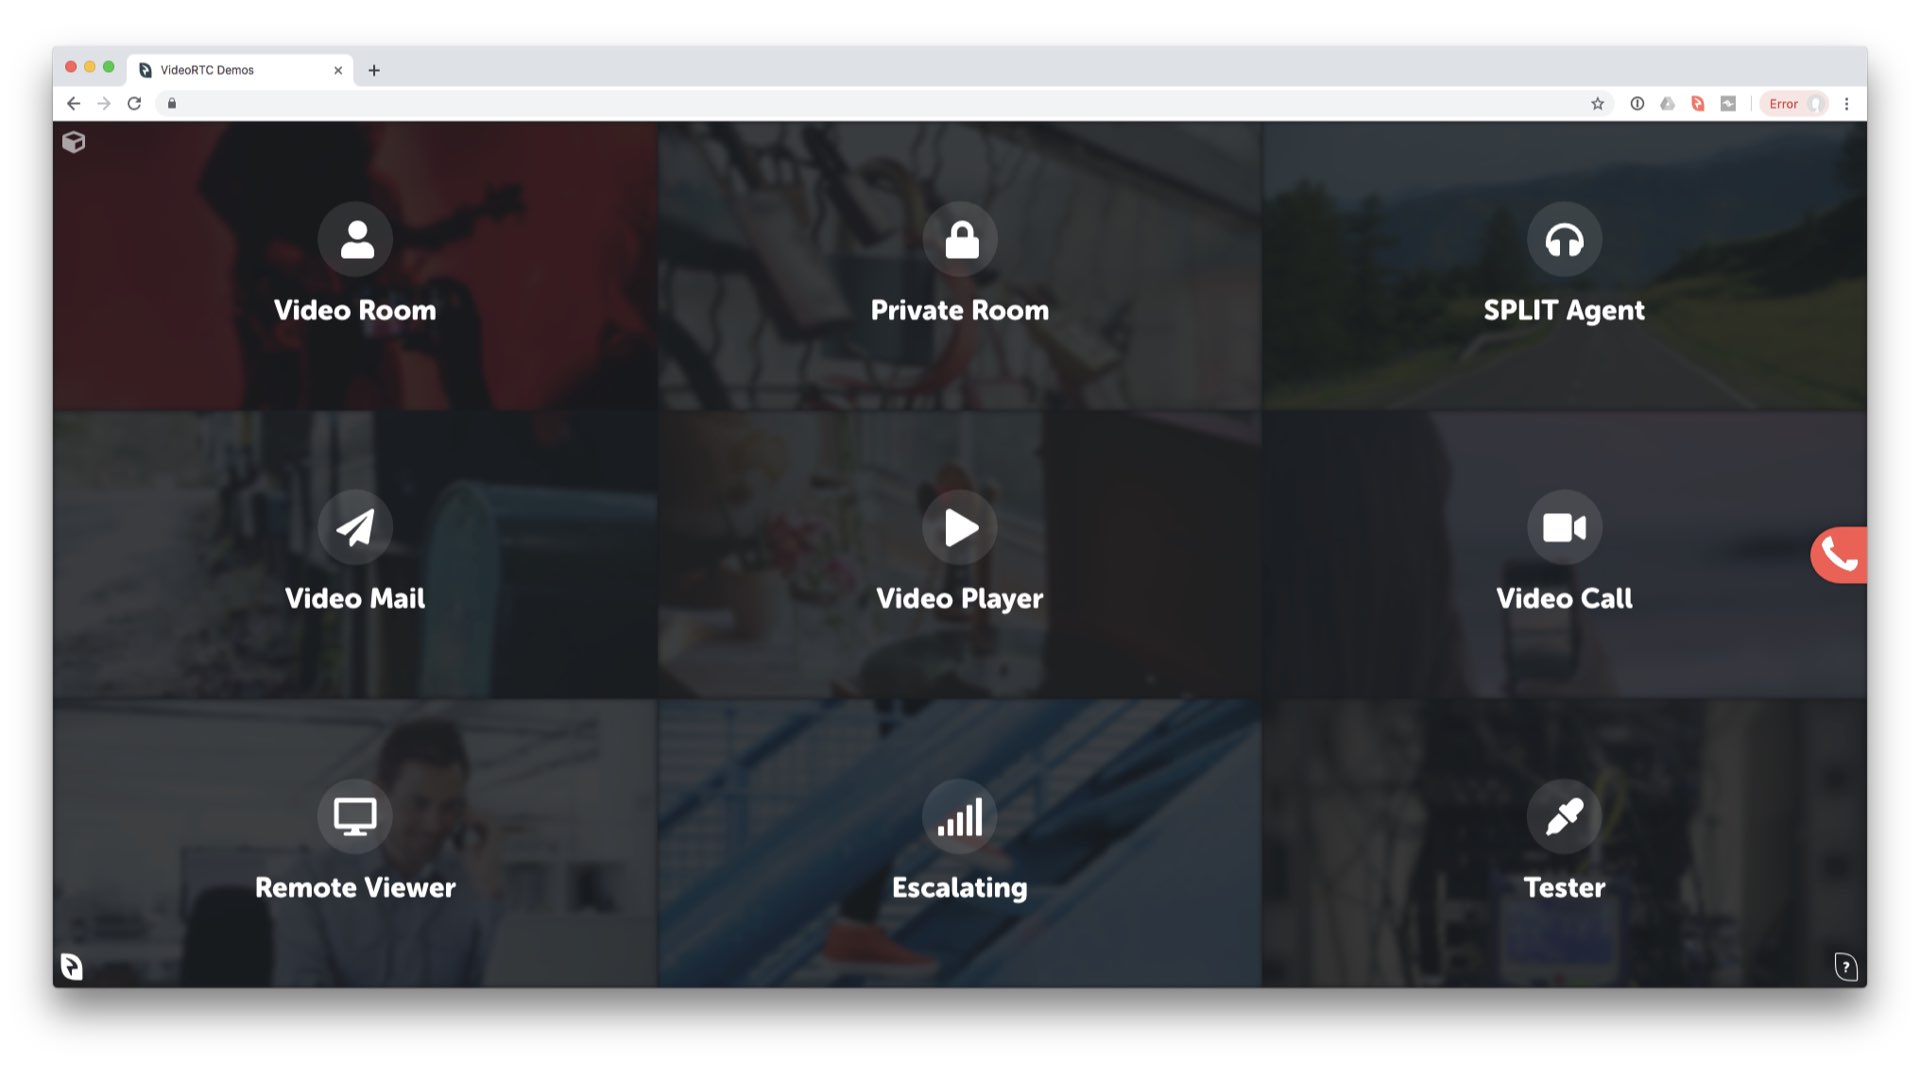 VideoRTC Demos
Error
Video Room
Private Room
SPLIT Agent
Video Mail
Video Player
Video Call
Remote Viewer
Escalating
Tester
?